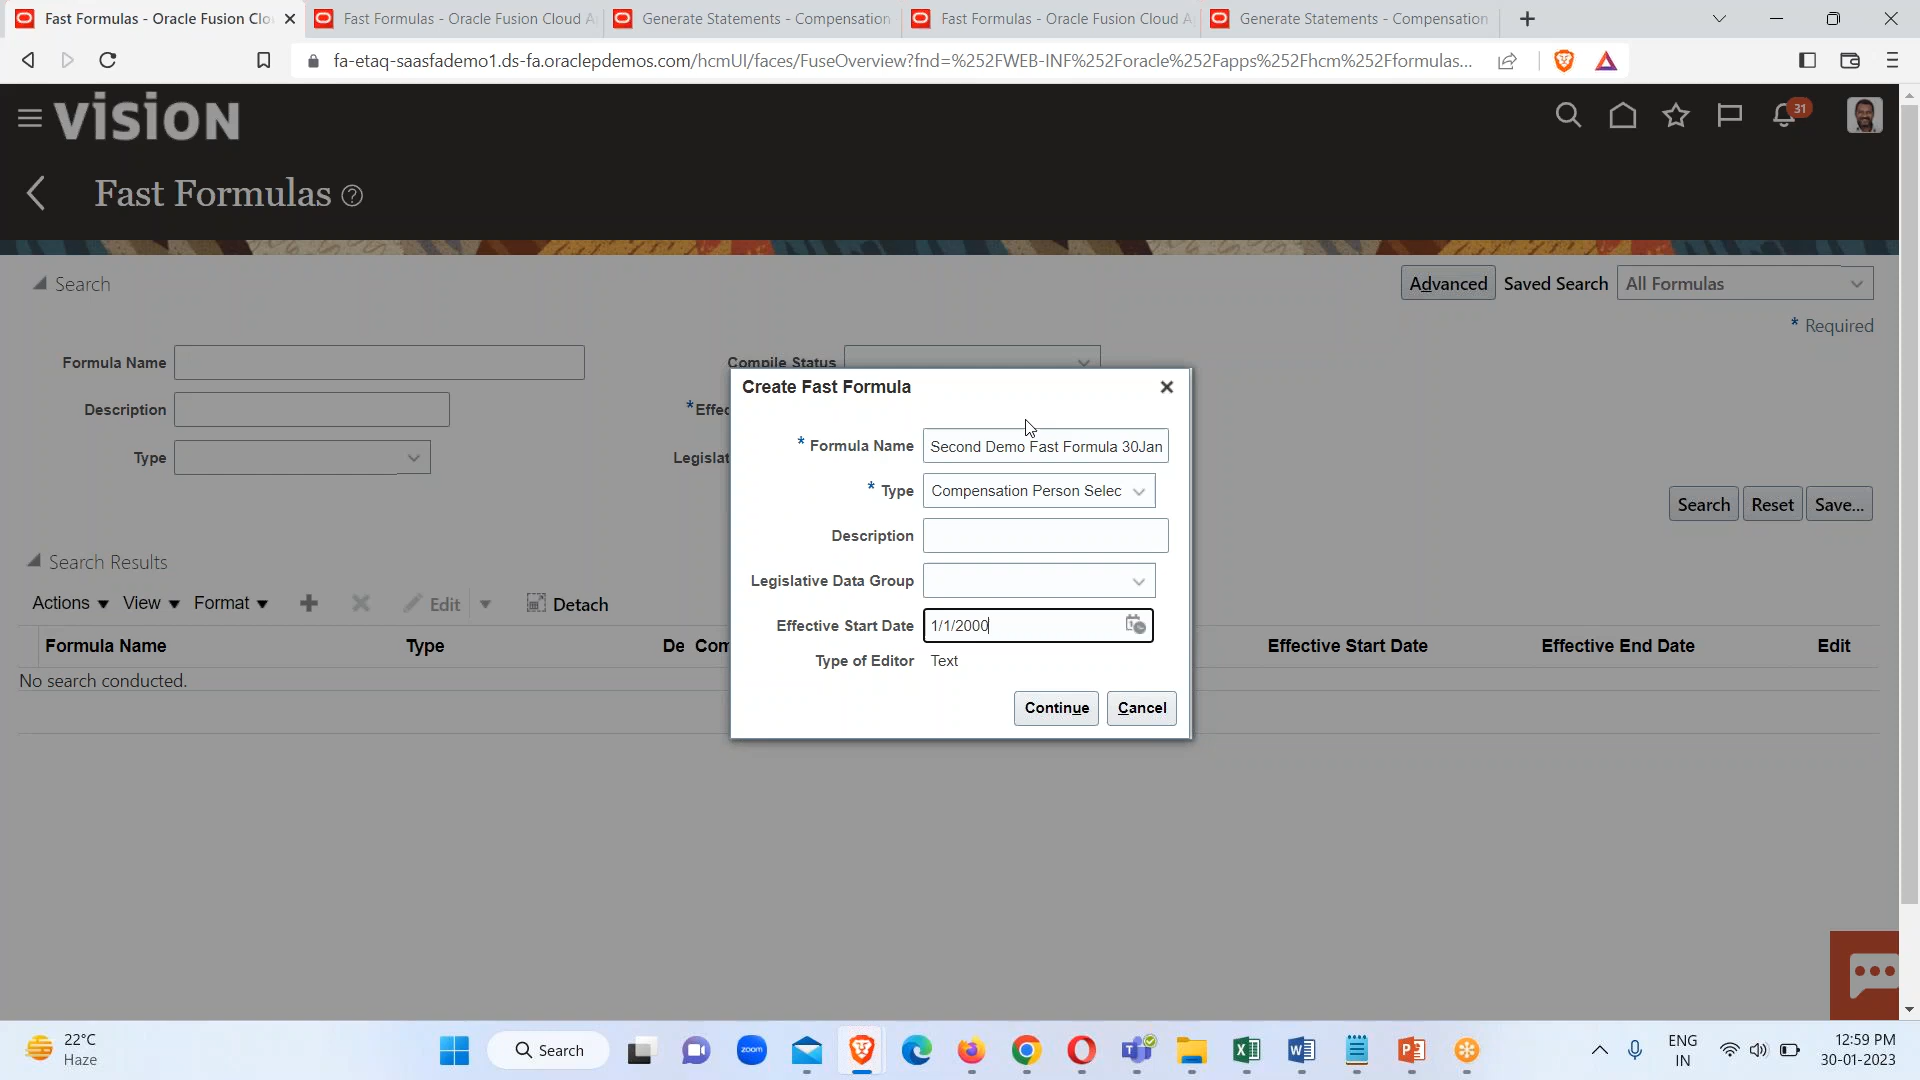 Fast Formulas - Oracle Fusion Clo
Fast Formulas - Oracle Fusion Cloud A
Generate Statements - Compensation
Fast Formulas - Oracle Fusion Cloud A
Generate Statements - Compensation
fa-etaq-saasfademo1.ds-fa.oraclepdemos.com/hcmUI/faces/FuseOverview?fnd=%252FWEB-INF%252Foracle%252Fapps%252Fhcm%252Fformulas...
VISION
31
Fast Formulas
Search
Advanced Saved Search All Formulas
* Required
Formula Name
Compile Status
Description
*Effec
Type
Legislat
Search Reset Save...
Create Fast Formula
* Formula Name Second Demo Fast Formula 30Jan
* Type Compensation Person Selec
Description
Legislative Data Group
Effective Start Date 1/1/2000
Type of Editor Text
Continue Cancel
Search Results
Actions View Format Edit Detach
Formula Name Type De Com Effective Start Date Effective End Date Edit
No search conducted.
22°C
Haze
Search
zoom
ENG
IN
12:59 PM
30-01-2023